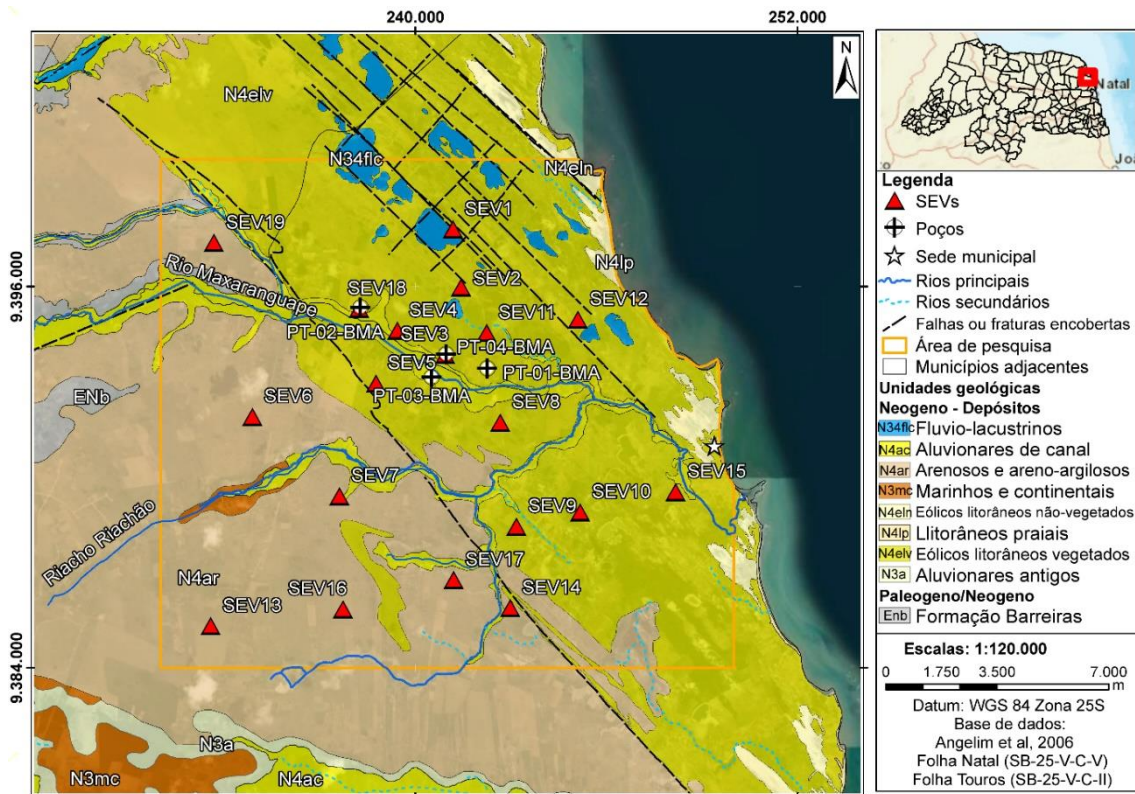 240.000
252.000
N4elv
N
N34flc
N4eln
SEV1
SEV19
N4lp
Rio Maxaranguape
9.396.000
SEV2
SEV18
SEV4
SEV11
SEV12
PT-02-BMA
SEV3
PT-04-BMA
SEV5
PT-01-BMA
PT-03-BMA
ENb
SEV6
SEV8
SEV7
SEV15
SEV10
SEV9
Riacho Riachão
SEV17
N4ar
SEV16
SEV14
SEV13
9.384.000
N3a
N3mc
N4ac
Natal
Joã
Legenda
SEVs
Poços
Sede municipal
Rios principais
Rios secundários
Falhas ou fraturas encobertas
Área de pesquisa
Municípios adjacentes
Unidades geológicas
Neogeno - Depósitos
N34flc Fluvio-lacustrinos
N4ac Aluvionares de canal
N4ar Arenosos e areno-argilosos
N3mc Marinhos e continentais
N4eln Eólicos litorâneos não-vegetados
N4lp Llitorâneos praiais
N4elv Eólicos litorâneos vegetados
N3a Aluvionares antigos
Paleogeno/Neogeno
Enb Formação Barreiras
Escalas: 1:120.000
0 1.750 3.500 7.000
m
Datum: WGS 84 Zona 25S
Base de dados:
Angelim et al, 2006
Folha Natal (SB-25-V-C-V)
Folha Touros (SB-25-V-C-II)